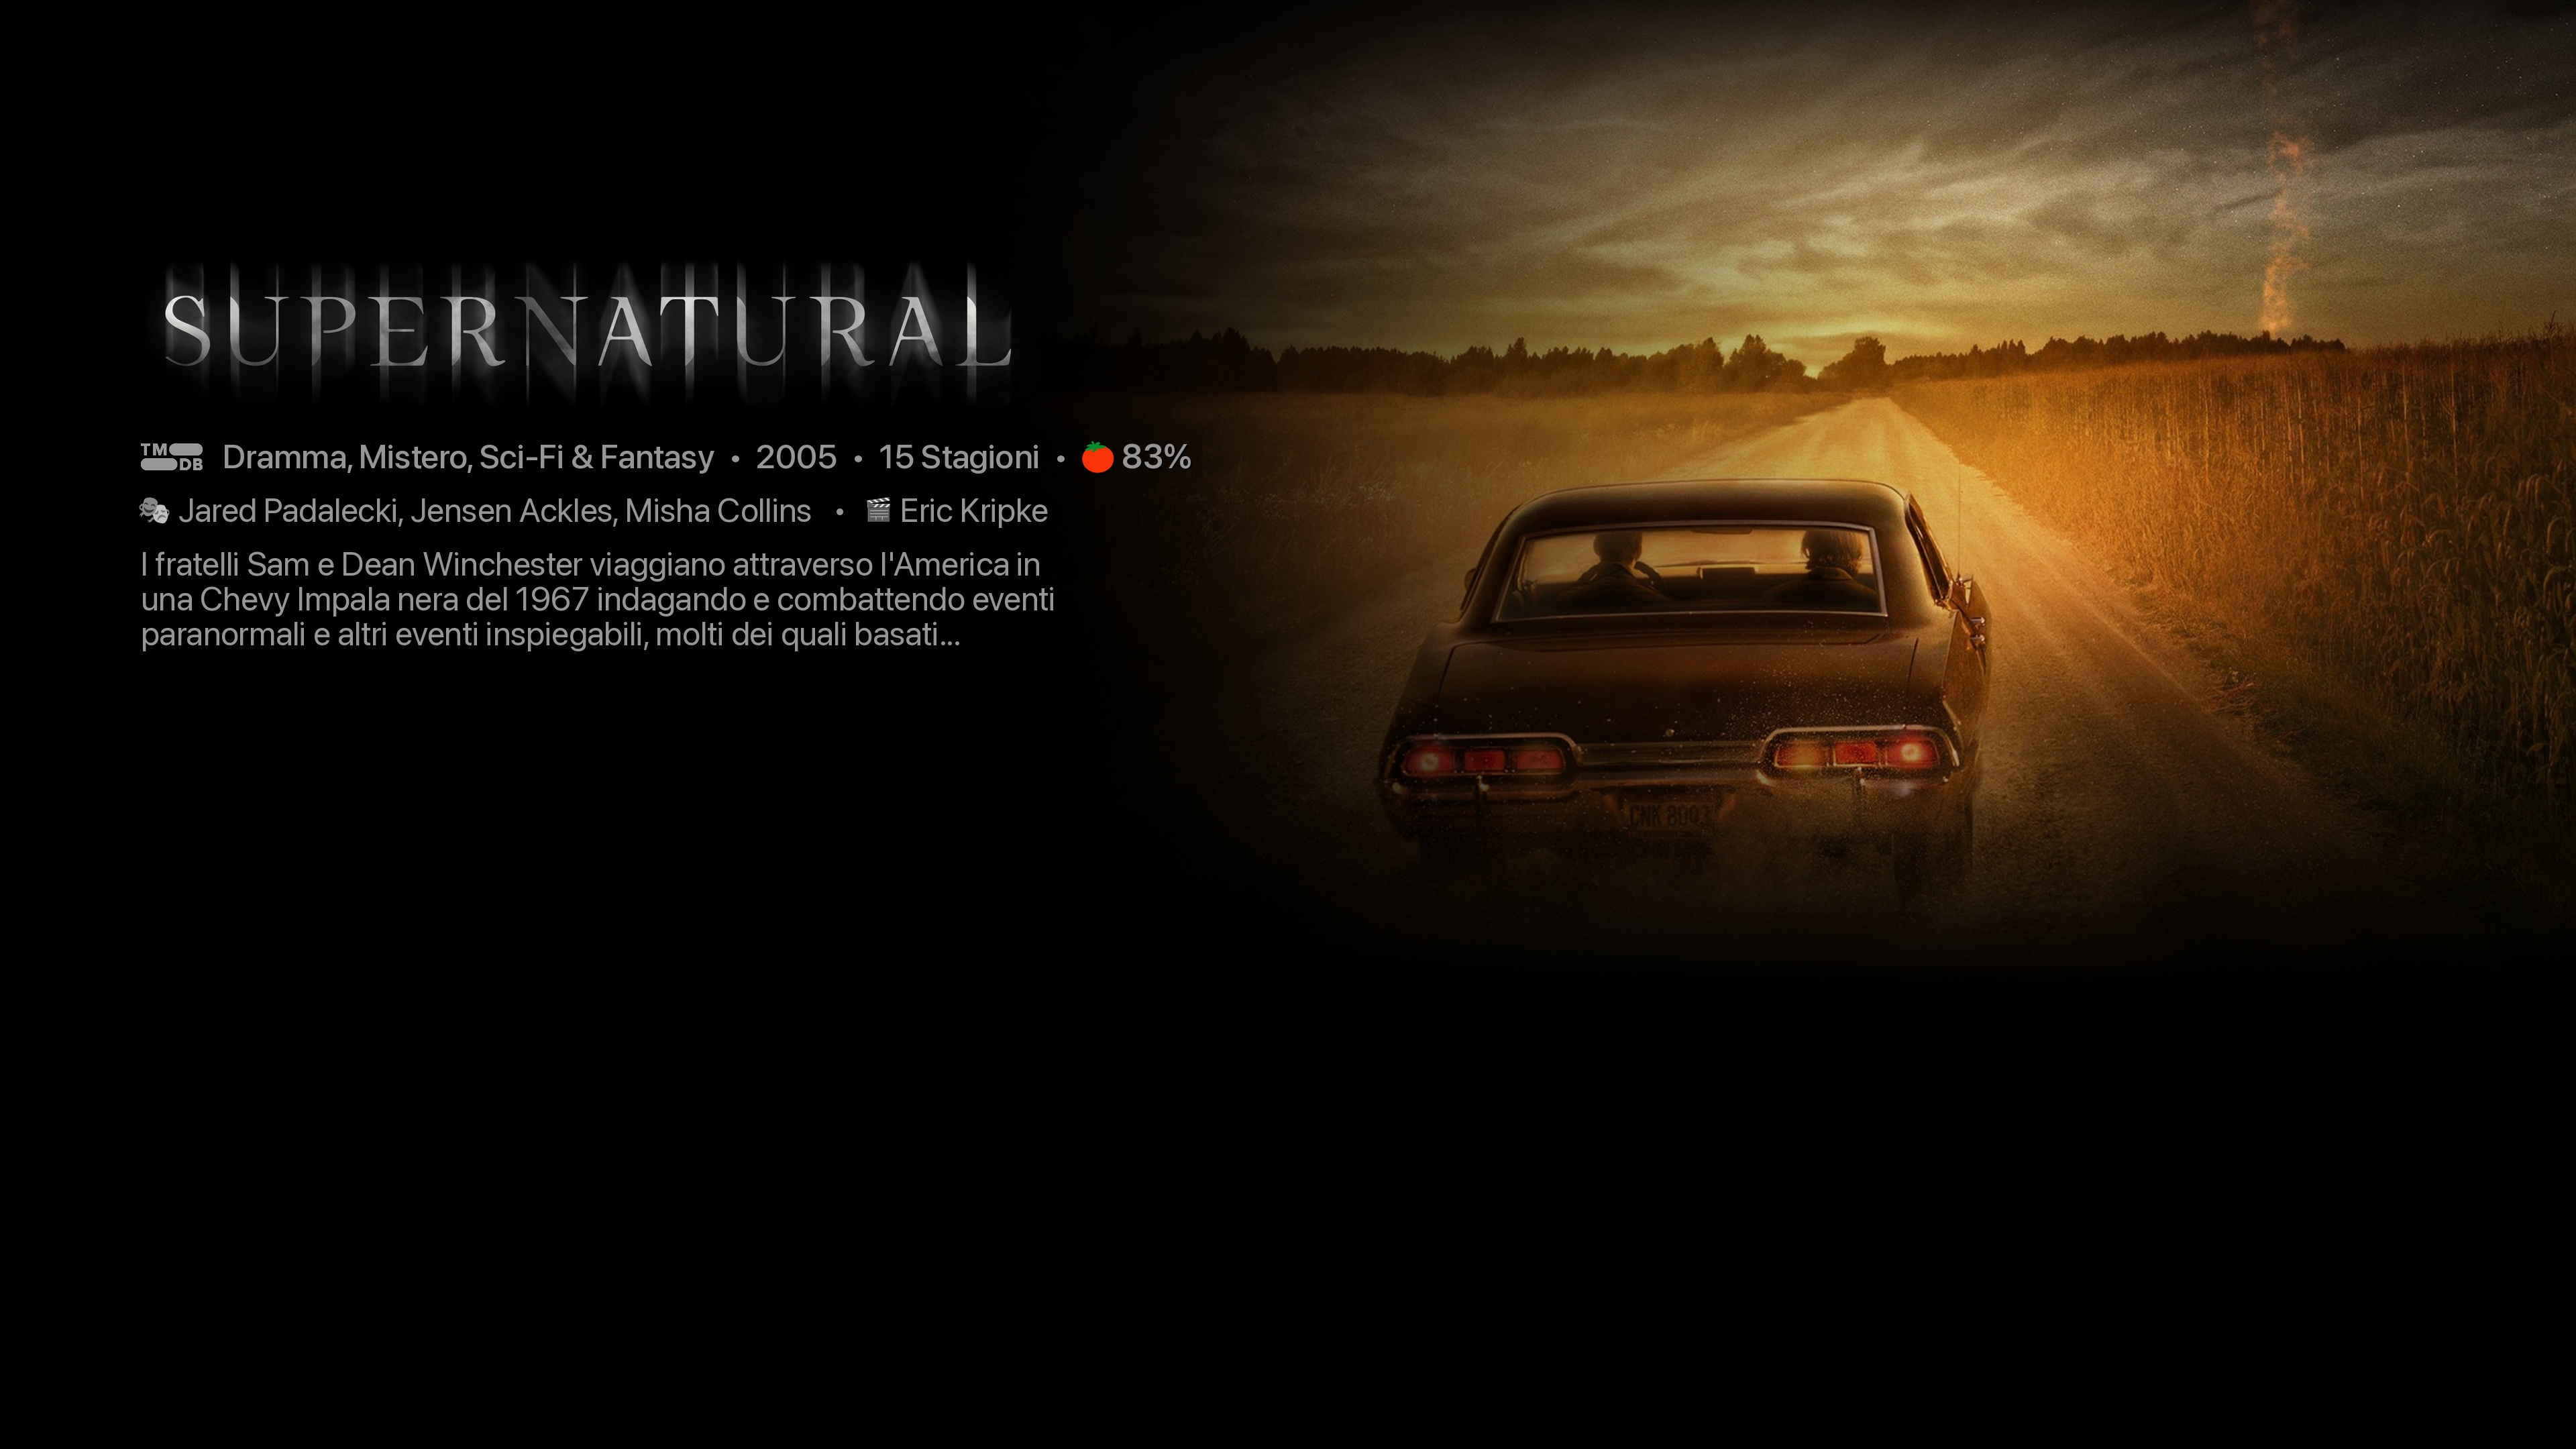 SUPERNATURAL
TMDB Dramma, Mistero, Sci-Fi & Fantasy • 2005 • 15 Stagioni • 83%
Jared Padalecki, Jensen Ackles, Misha Collins • Eric Kripke
I fratelli Sam e Dean Winchester viaggiano attraverso l'America in
una Chevy Impala nera del 1967 indagando e combattendo eventi
paranormali e altri eventi inspiegabili, molti dei quali basati...
CNK 80Q3